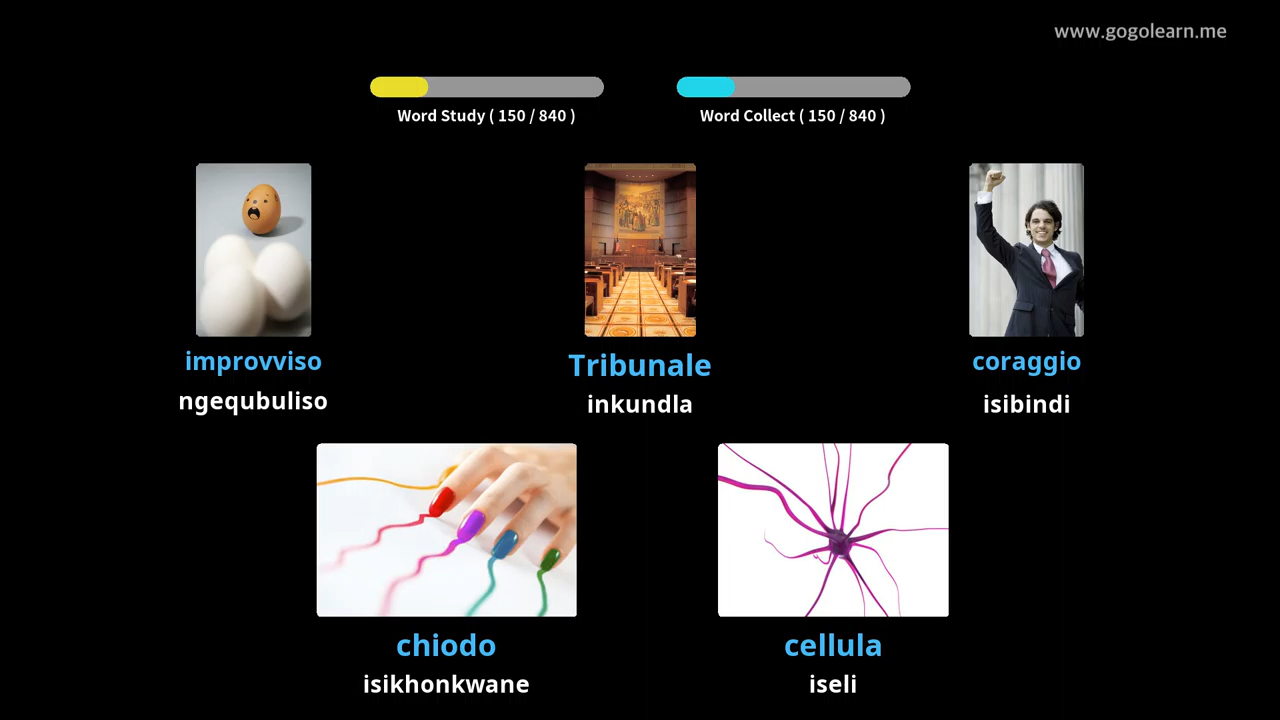 www.gogolearn.me
Word Study ( 150 / 840 )
Word Collect ( 150 / 840 )
improvviso
ngequbuliso
Tribunale
inkundla
coraggio
isibindi
chiodo
isikhonkwane
cellula
iseli